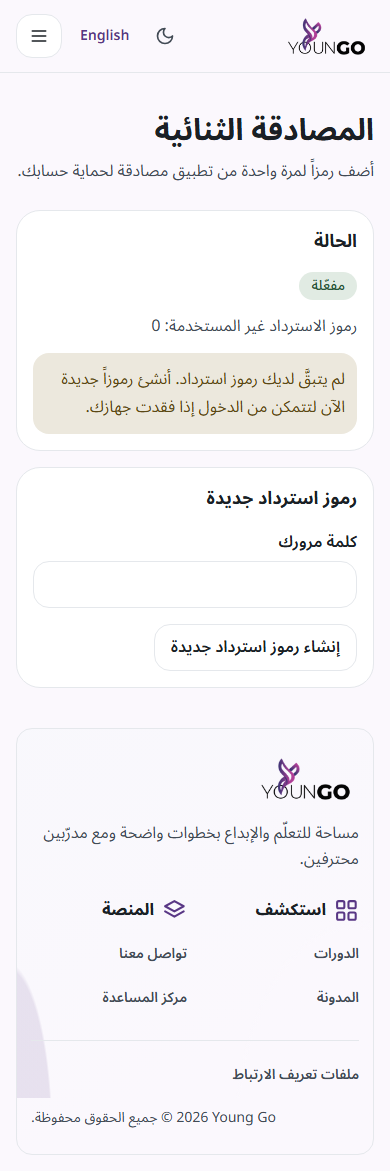 YOUNGO
English
المصادقة الثنائية
أضف رمزاً لمرة واحدة من تطبيق مصادقة لحماية حسابك.
الحالة
مفعّلة
رموز الاسترداد غير المستخدمة: 0
لم يتبقَّ لديك رموز استرداد. أنشئ رموزاً جديدة
الآن لتتمكن من الدخول إذا فقدت جهازك.
رموز استرداد جديدة
كلمة مرورك
إنشاء رموز استرداد جديدة
YOUNGO
مساحة للتعلّم والإبداع بخطوات واضحة ومع مدرّبين
محترفين.
استكشف
الدورات
المدونة
المنصة
تواصل معنا
مركز المساعدة
ملفات تعريف الارتباط
© 2026 Young Go جميع الحقوق محفوظة.